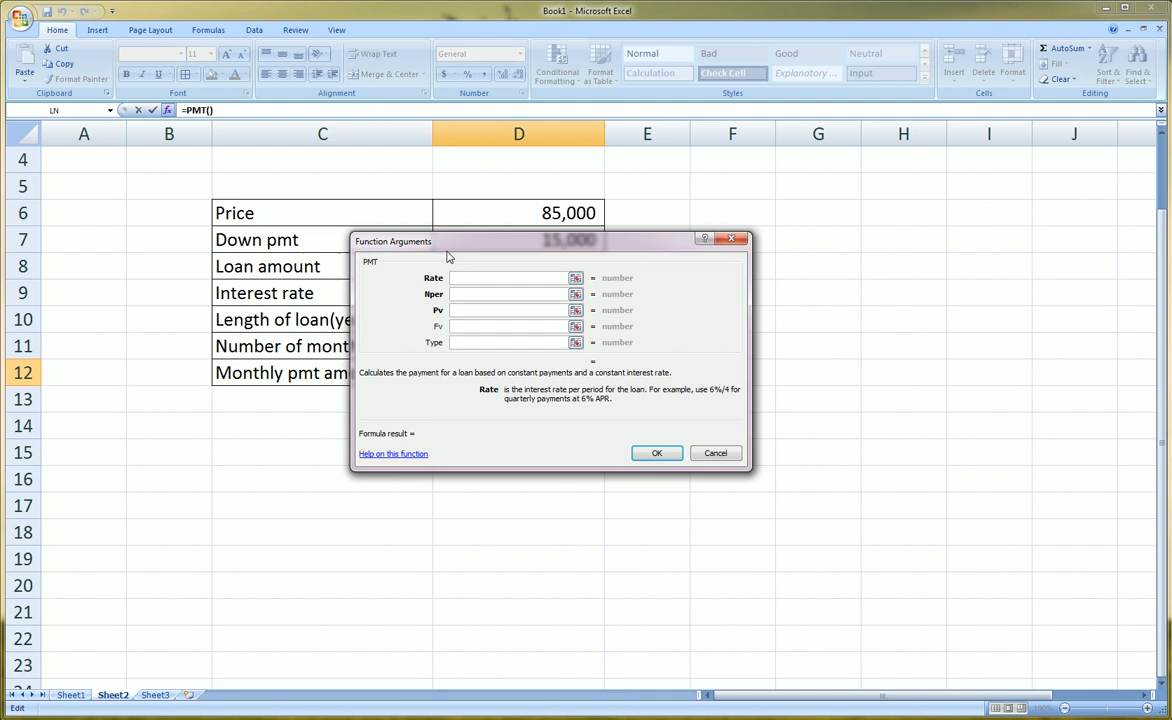 Book1 - Microsoft Excel
Home Insert Page Layout Formulas Data Review View
Cut
Copy
Format Painter
Paste
Clipboard
11
Font
Wrap Text
Merge & Center
Alignment
General
Number
Conditional Formatting
Format as Table
Normal Bad Good Neutral
Calculation Check Cell Explanatory ... Input
Styles
Insert Delete Format
Cells
AutoSum
Fill
Clear
Sort & Filter
Find & Select
Editing
LN =PMT()
A B C D E F G H I J
4
5
6 Price 85,000
7 Down pmt 15,000
8 Loan amount
9 Interest rate
10 Length of loan(ye
11 Number of mont
12 Monthly pmt am
13
14
15
16
17
18
19
20
21
22
23
Function Arguments
PMT
Rate = number
Nper = number
Pv = number
Fv = number
Type = number
=
Calculates the payment for a loan based on constant payments and a constant interest rate.
Rate is the interest rate per period for the loan. For example, use 6%/4 for
quarterly payments at 6% APR.
Formula result =
Help on this function
OK Cancel
Sheet1 Sheet2 Sheet3
Edit